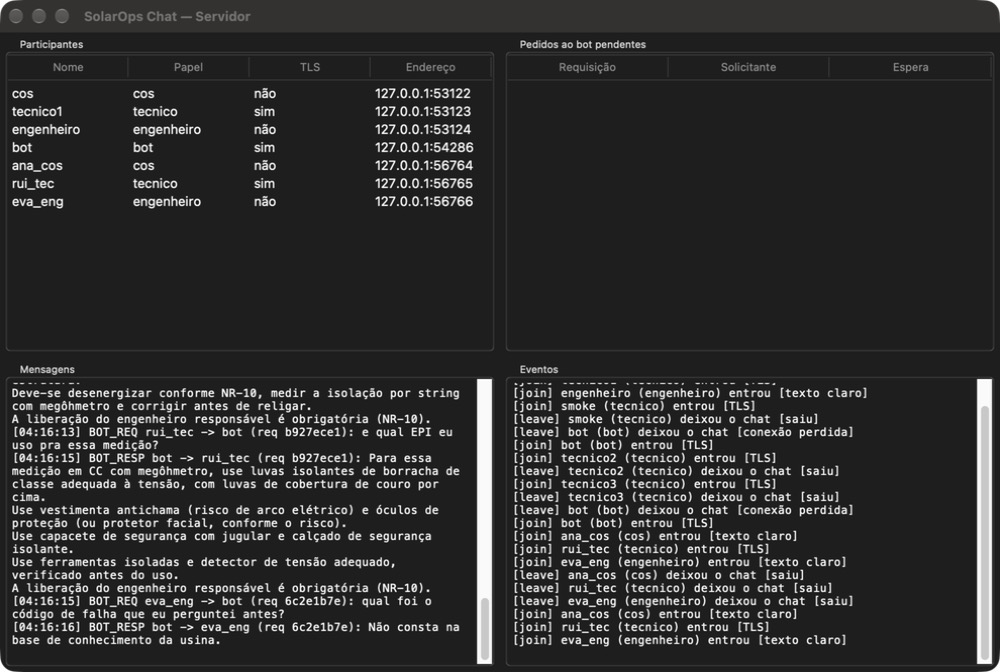 SolarOps Chat — Servidor
Participantes
Nome Papel TLS Endereço
cos cos não 127.0.0.1:53122
tecnico1 tecnico sim 127.0.0.1:53123
engenheiro engenheiro não 127.0.0.1:53124
bot bot sim 127.0.0.1:54286
ana_cos cos não 127.0.0.1:56764
rui_tec tecnico sim 127.0.0.1:56765
eva_eng engenheiro não 127.0.0.1:56766
Pedidos ao bot pendentes
Requisição Solicitante Espera
Mensagens
Deve-se desenergizar conforme NR-10, medir a isolação por string
com megôhmetro e corrigir antes de religar.
A liberação do engenheiro responsável é obrigatória (NR-10).
[04:16:13] BOT_REQ rui_tec -> bot (req b927ece1): e qual EPI eu
uso pra essa medição?
[04:16:15] BOT_RESP bot -> rui_tec (req b927ece1): Para essa
medição em CC com megôhmetro, use luvas isolantes de borracha de
classe adequada à tensão, com luvas de cobertura de couro por
cima.
Use vestimenta antichama (risco de arco elétrico) e óculos de
proteção (ou protetor facial, conforme o risco).
Use capacete de segurança com jugular e calçado de segurança
isolante.
Use ferramentas isoladas e detector de tensão adequado,
verificado antes do uso.
A liberação do engenheiro responsável é obrigatória (NR-10).
[04:16:15] BOT_REQ eva_eng -> bot (req 6c2e1b7e): qual foi o
código de falha que eu perguntei antes?
[04:16:16] BOT_RESP bot -> eva_eng (req 6c2e1b7e): Não consta na
base de conhecimento da usina.
Eventos
[join] engenheiro (engenheiro) entrou [texto claro]
[join] smoke (tecnico) entrou [TLS]
[leave] smoke (tecnico) deixou o chat [saiu]
[leave] bot (bot) deixou o chat [conexão perdida]
[join] bot (bot) entrou [TLS]
[join] tecnico2 (tecnico) entrou [TLS]
[leave] tecnico2 (tecnico) deixou o chat [saiu]
[join] tecnico3 (tecnico) entrou [TLS]
[leave] tecnico3 (tecnico) deixou o chat [saiu]
[leave] bot (bot) deixou o chat [conexão perdida]
[join] bot (bot) entrou [TLS]
[join] ana_cos (cos) entrou [texto claro]
[join] rui_tec (tecnico) entrou [TLS]
[join] eva_eng (engenheiro) entrou [texto claro]
[leave] ana_cos (cos) deixou o chat [saiu]
[leave] rui_tec (tecnico) deixou o chat [saiu]
[leave] eva_eng (engenheiro) deixou o chat [saiu]
[join] ana_cos (cos) entrou [texto claro]
[join] rui_tec (tecnico) entrou [TLS]
[join] eva_eng (engenheiro) entrou [texto claro]